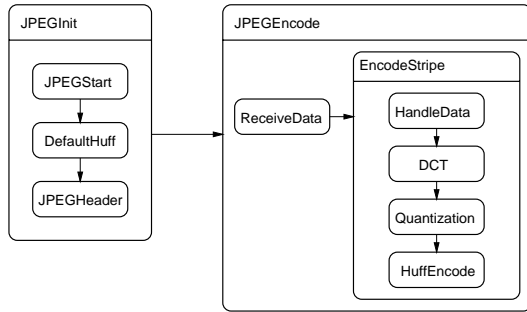 JPEGInit
JPEGStart
DefaultHuff
JPEGHeader
JPEGEncode
ReceiveData
EncodeStripe
HandleData
DCT
Quantization
HuffEncode